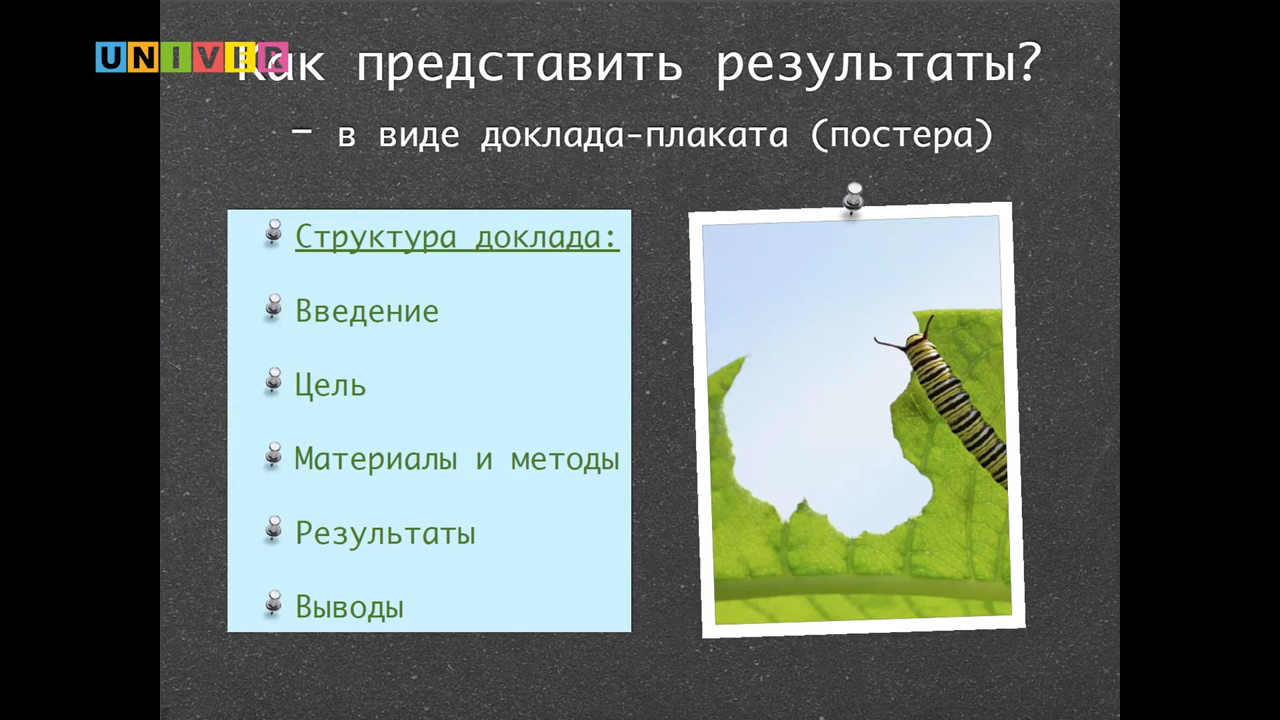 UNIVER
Как представить результаты?
- в виде доклада-плаката (постера)
Структура доклада:
Введение
Цель
Материалы и методы
Результаты
Выводы